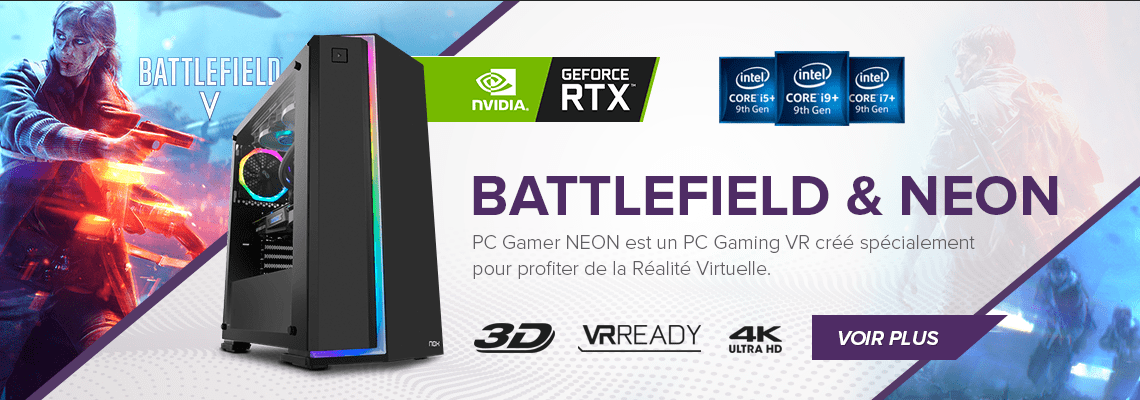 BATTLEFIELD
V
NVIDIA.
GEFORCE
RTX™
intel
CORE i5+
9th Gen
intel
CORE i9+
9th Gen
intel
CORE i7+
9th Gen
BATTLEFIELD & NEON
PC Gamer NEON est un PC Gaming VR créé spécialement
pour profiter de la Réalité Virtuelle.
3D
VRREADY
4K
ULTRA HD
VOIR PLUS
nox